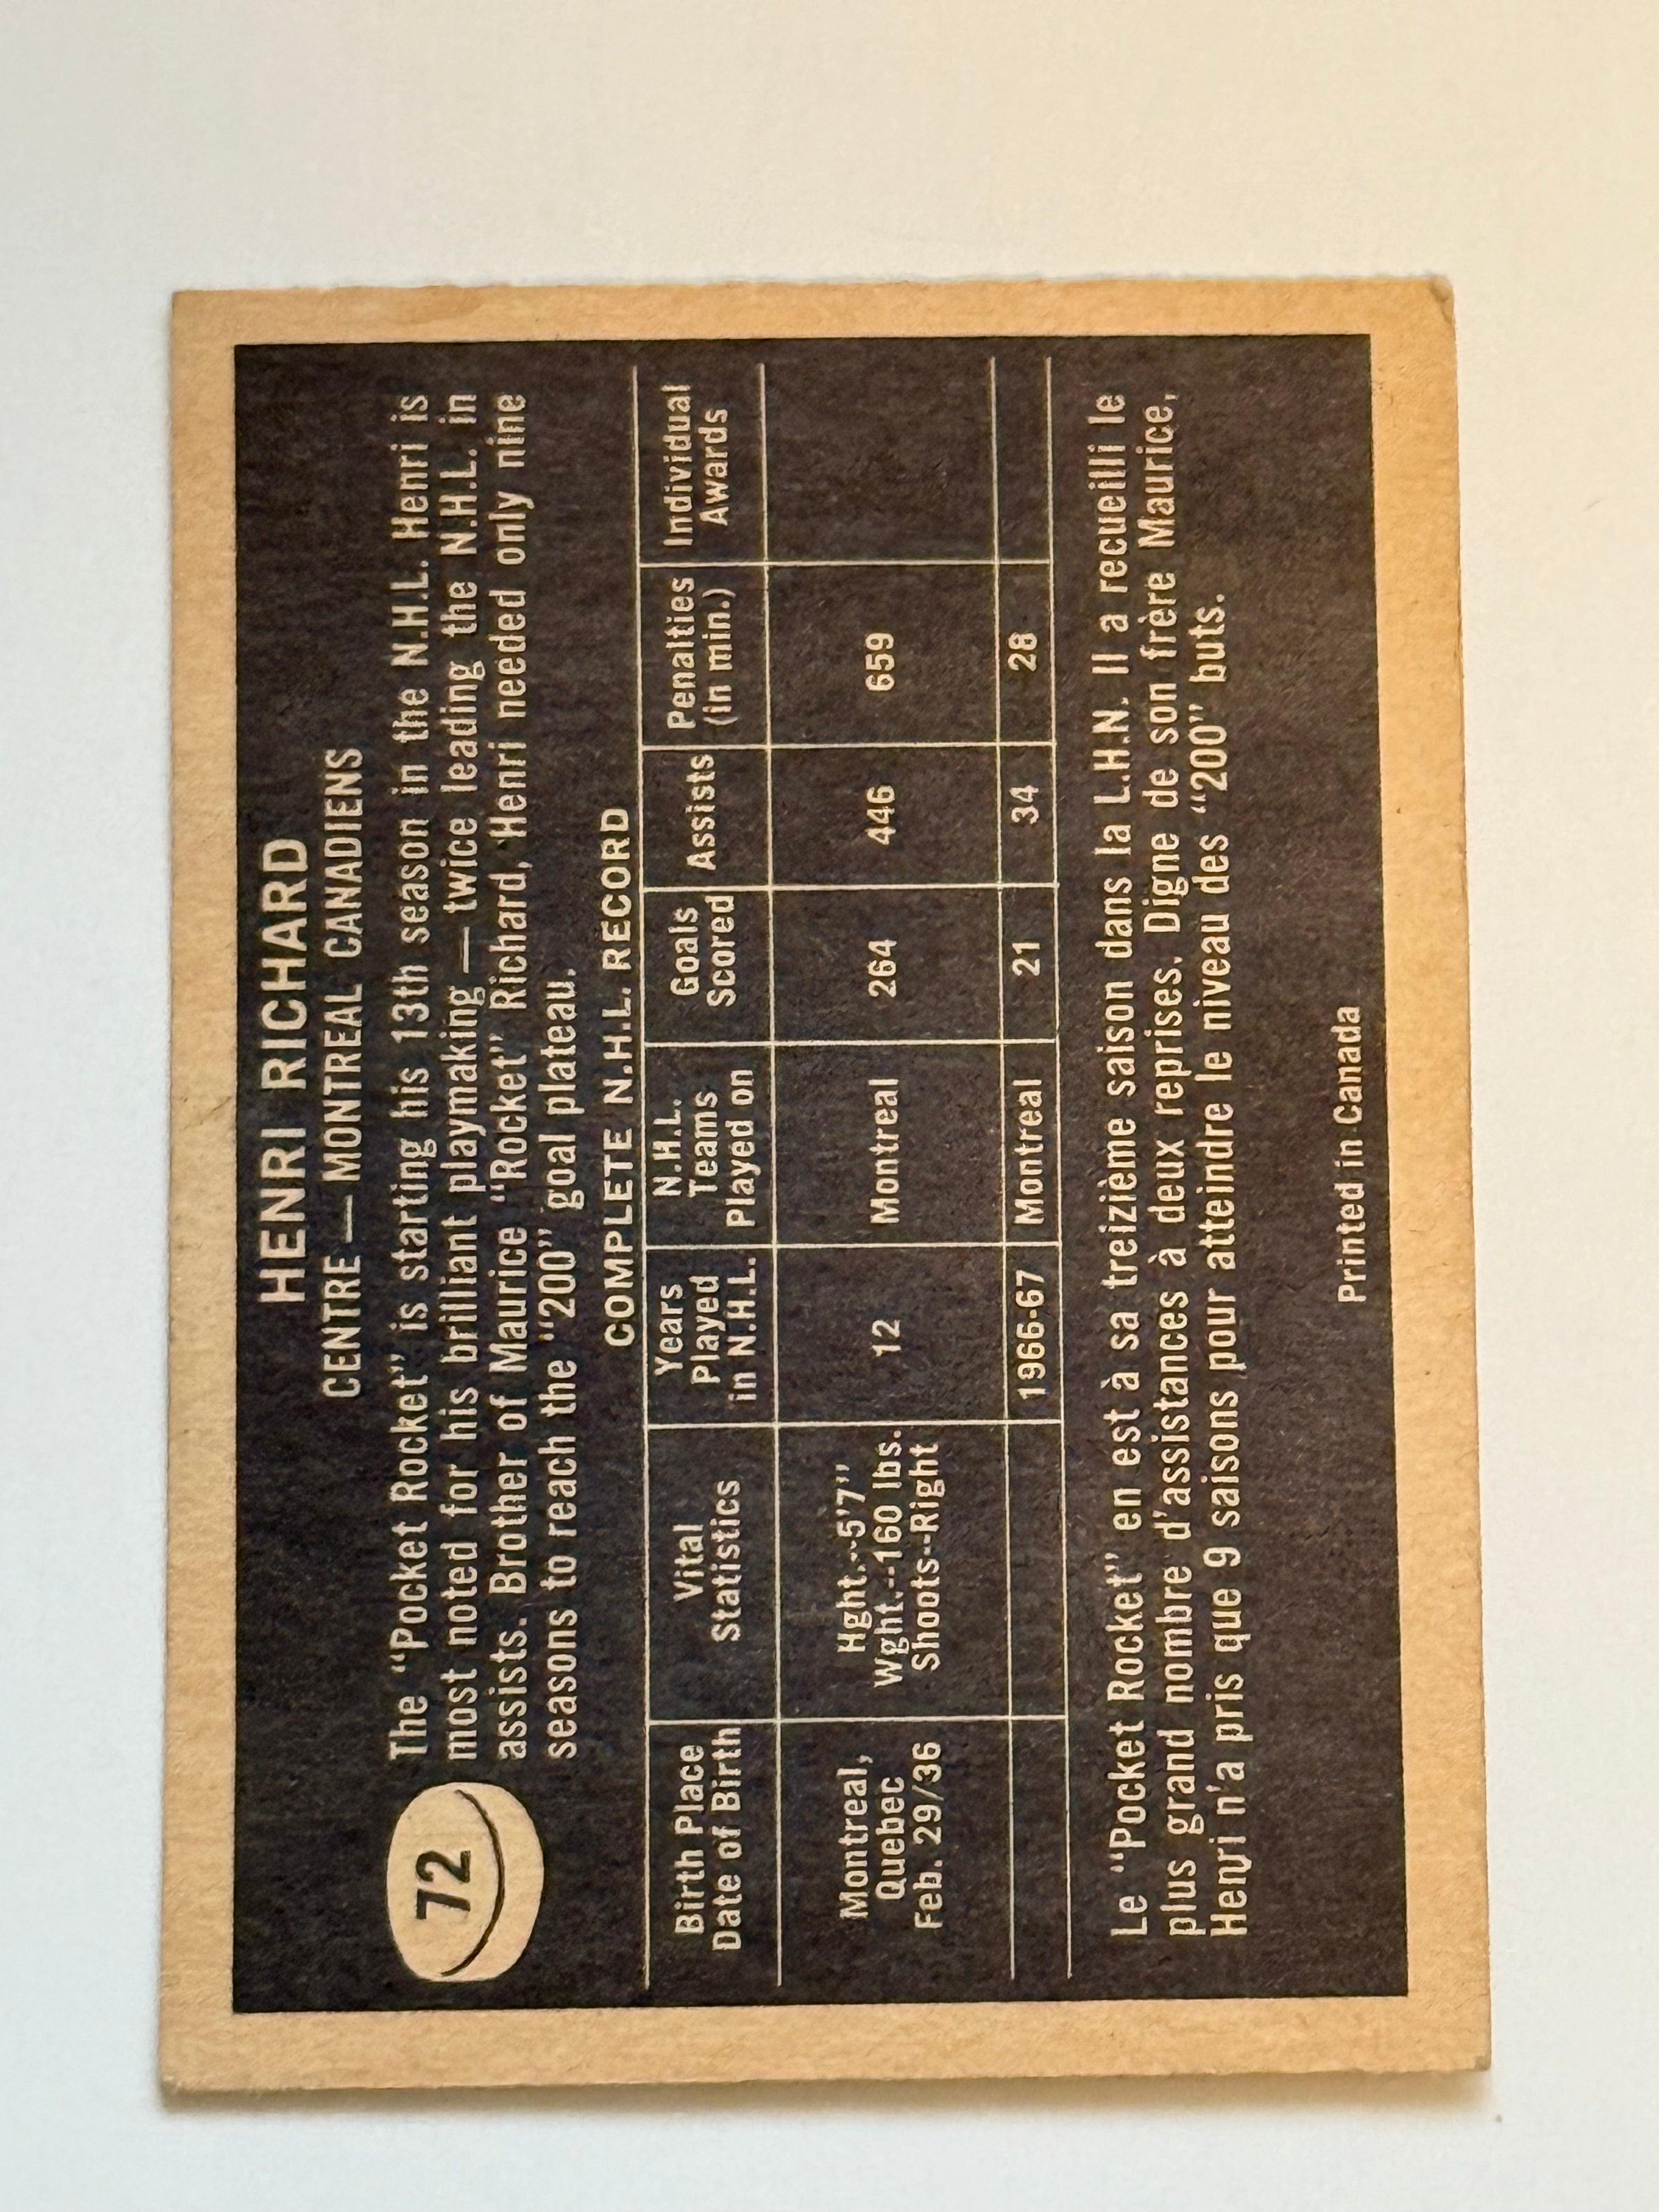 HENRI RICHARD
CENTRE — MONTREAL CANADIENS
72
The "Pocket Rocket" is starting his 13th season in the N.H.L. Henri is
most noted for his brilliant playmaking — twice leading the N.H.L. in
assists. Brother of Maurice "Rocket" Richard, Henri needed only nine
seasons to reach the "200" goal plateau.
COMPLETE N.H.L. RECORD
Birth Place
Date of Birth
Vital
Statistics
Years
Played
in N.H.L.
N.H.L.
Teams
Played on
Goals
Scored
Assists
Penalties
(in min.)
Individual
Awards
Montreal,
Quebec
Feb. 29/36
Hght.--5'7"
Wght.--160 lbs.
Shoots--Right
12
Montreal
264
446
659
1966-67
Montreal
21
34
28
Le "Pocket Rocket" en est à sa treizième saison dans la L.H.N. Il a recueilli le
plus grand nombre d'assistances à deux reprises. Digne de son frère Maurice,
Henri n'a pris que 9 saisons pour atteindre le niveau des "200" buts.
Printed in Canada